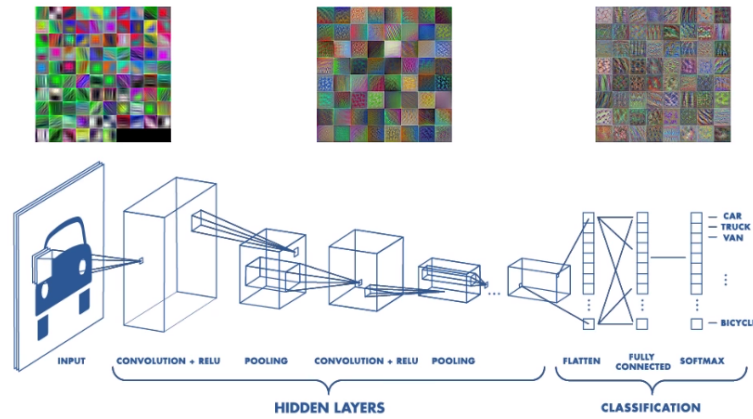 CAR
TRUCK
VAN
BICYCLE
INPUT
CONVOLUTION + RELU
POOLING
CONVOLUTION + RELU
POOLING
FLATTEN
FULLY
CONNECTED
SOFTMAX
HIDDEN LAYERS
CLASSIFICATION